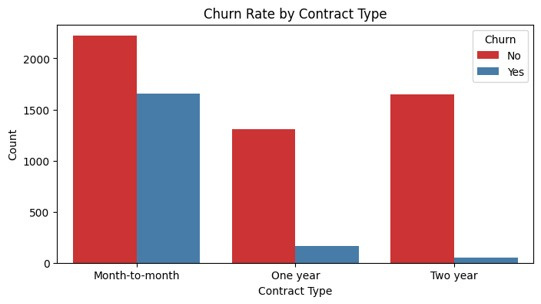 Churn Rate by Contract Type
Churn
No
Yes
2000
1500
1000
500
0
Count
Month-to-month
One year
Two year
Contract Type